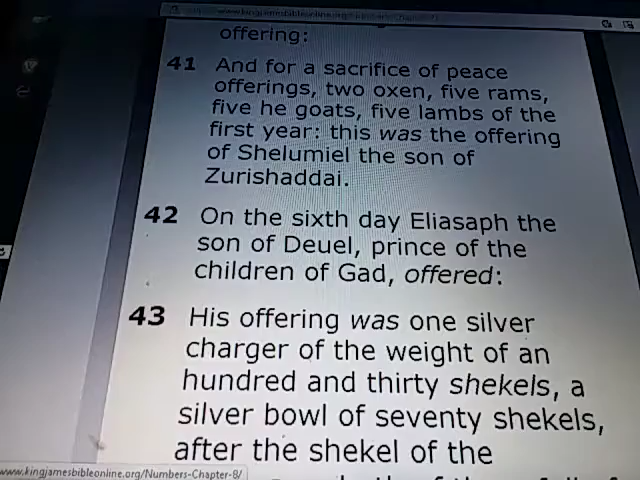 offering:
41 And for a sacrifice of peace
offerings, two oxen, five rams,
five he goats, five lambs of the
first year: this was the offering
of Shelumiel the son of
Zurishaddai.
42 On the sixth day Eliasaph the
son of Deuel, prince of the
children of Gad, offered:
43 His offering was one silver
charger of the weight of an
hundred and thirty shekels, a
silver bowl of seventy shekels,
after the shekel of the
www.kingjamesbibleonline.org/Numbers-Chapter-8/